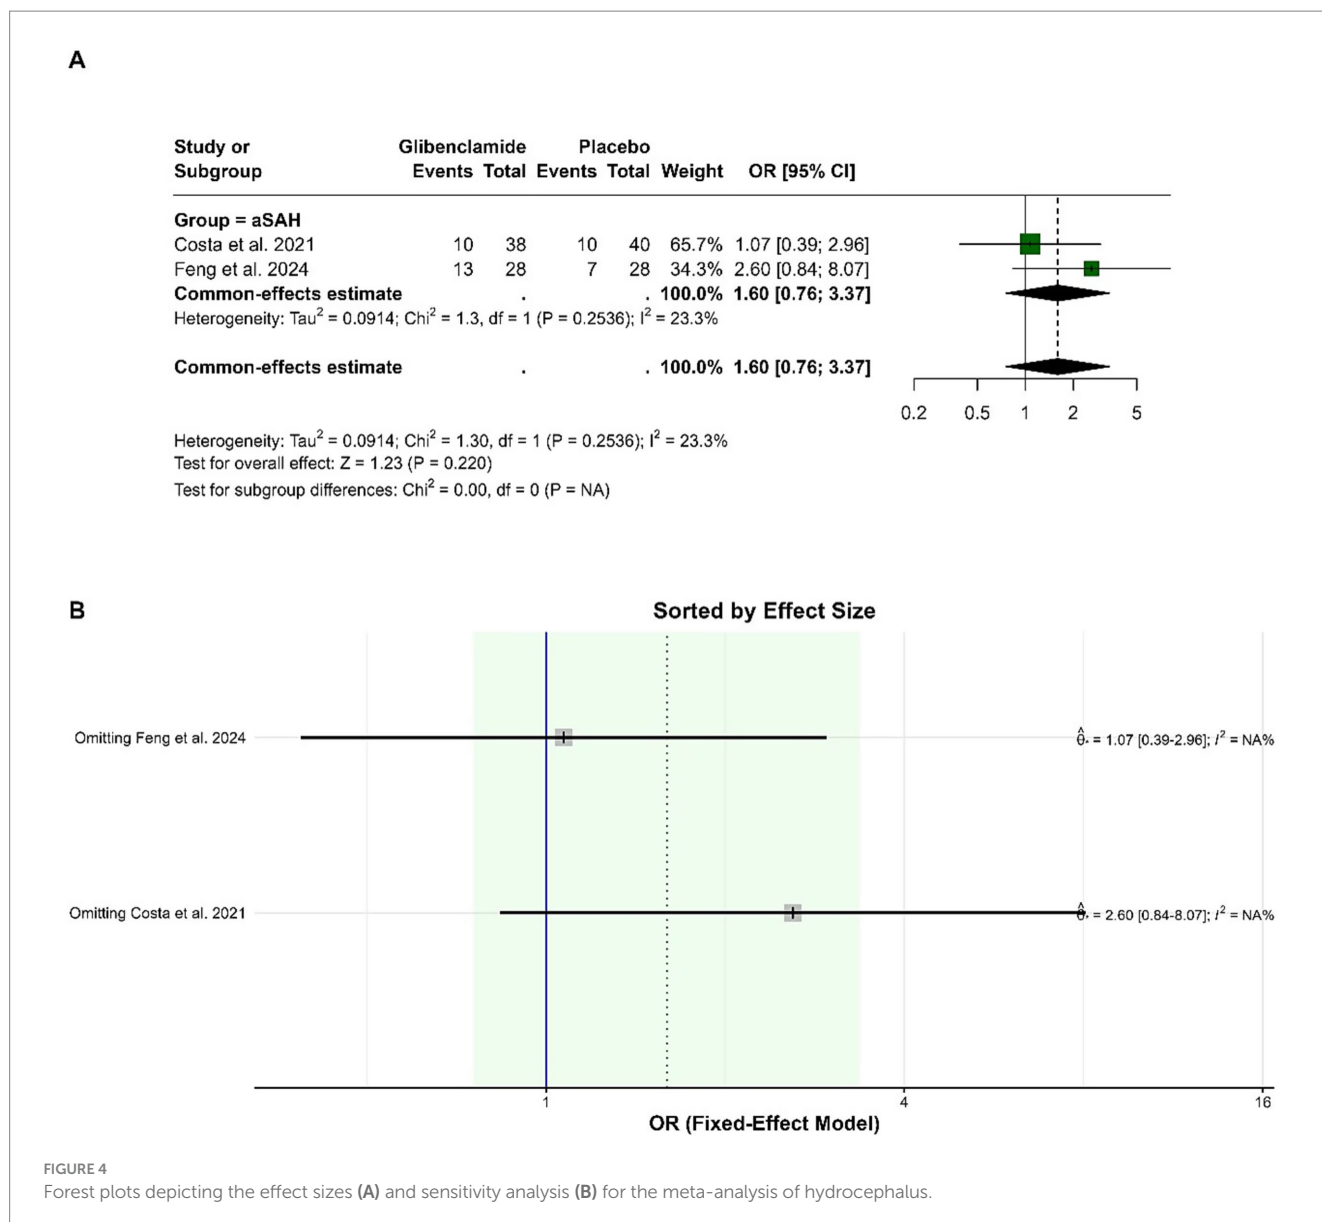 A
Study or Glibenclamide Placebo
Subgroup Events Total Events Total Weight OR [95% CI]
Group = aSAH
Costa et al. 2021 10 38 10 40 65.7% 1.07 [0.39; 2.96]
Feng et al. 2024 13 28 7 28 34.3% 2.60 [0.84; 8.07]
Common-effects estimate . . 100.0% 1.60 [0.76; 3.37]
Heterogeneity: Tau² = 0.0914; Chi² = 1.3, df = 1 (P = 0.2536); I² = 23.3%
Common-effects estimate . . 100.0% 1.60 [0.76; 3.37]
0.2 0.5 1 2 5
Heterogeneity: Tau² = 0.0914; Chi² = 1.30, df = 1 (P = 0.2536); I² = 23.3%
Test for overall effect: Z = 1.23 (P = 0.220)
Test for subgroup differences: Chi² = 0.00, df = 0 (P = NA)
B
Sorted by Effect Size
Omitting Feng et al. 2024 θ̂* = 1.07 [0.39-2.96]; I² = NA%
Omitting Costa et al. 2021 θ̂* = 2.60 [0.84-8.07]; I² = NA%
1 4 16
OR (Fixed-Effect Model)
FIGURE 4
Forest plots depicting the effect sizes (A) and sensitivity analysis (B) for the meta-analysis of hydrocephalus.